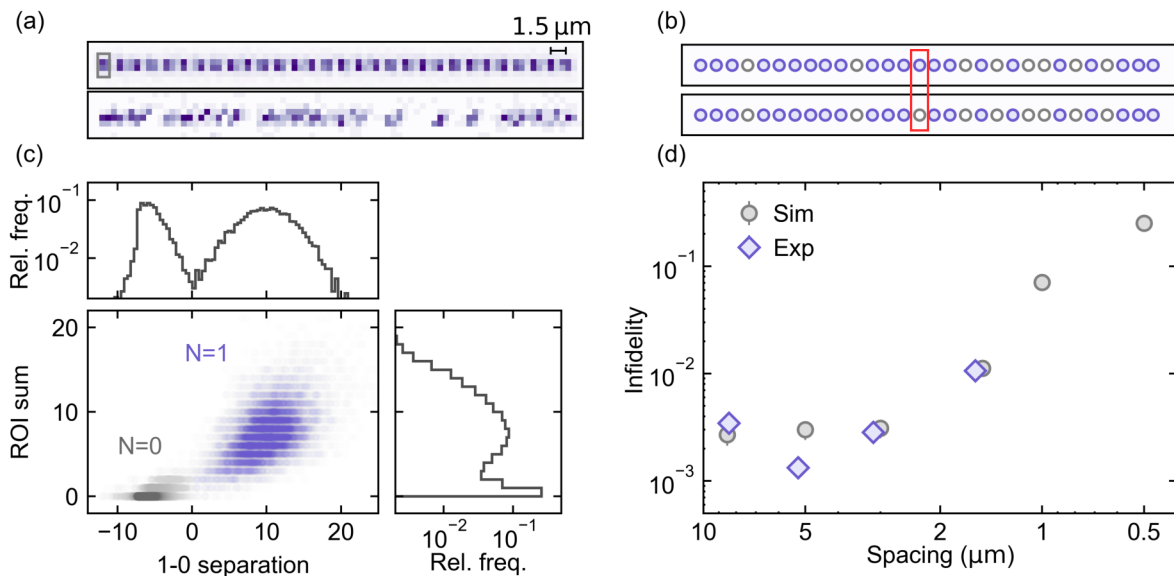 (a)
1.5 μm
(b)
(c)
Rel. freq.
10⁻¹
10⁻²
ROI sum
20
10
0
N=1
N=0
−10
0
10
20
1-0 separation
10⁻²
10⁻¹
Rel. freq.
(d)
Infidelity
10⁻¹
10⁻²
10⁻³
Sim
Exp
10
5
2
1
0.5
Spacing (μm)